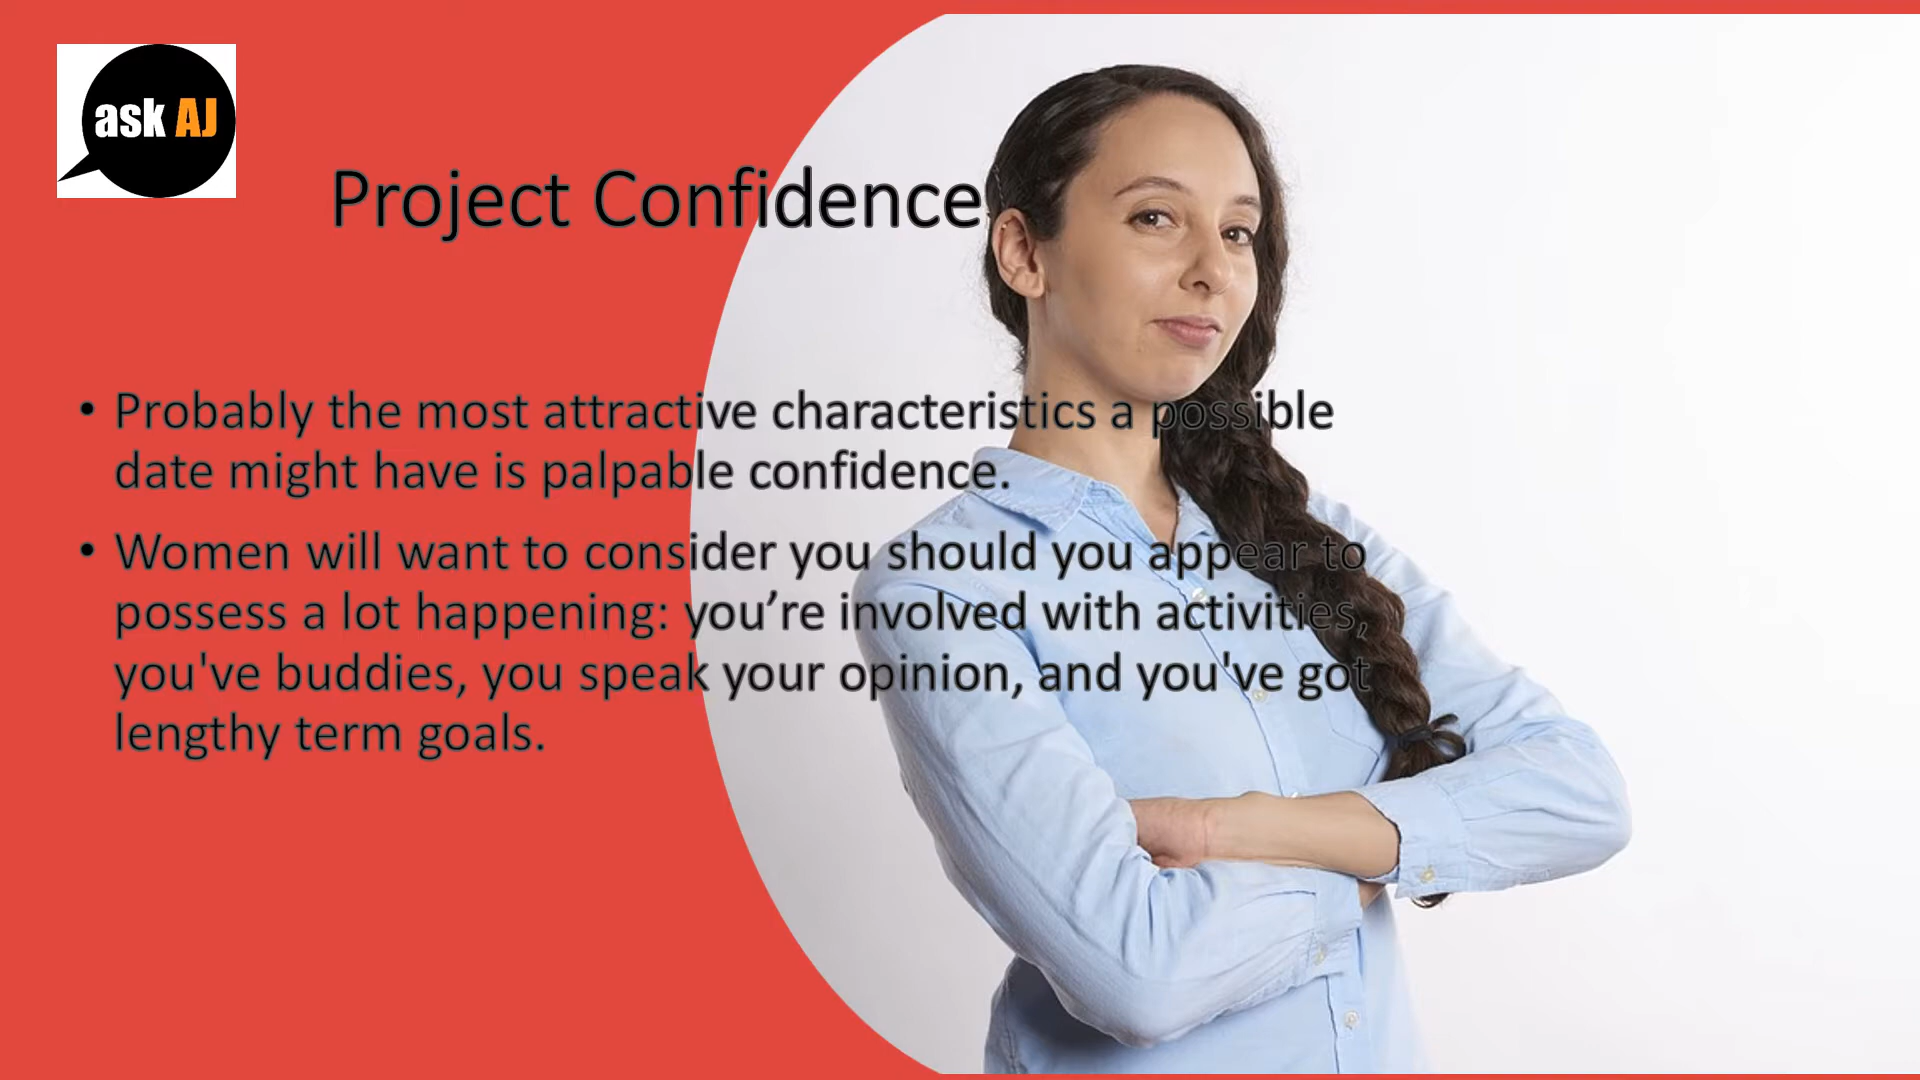 ask AJ
Project Confidence
• Probably the most attractive characteristics a possible
date might have is palpable confidence.
• Women will want to consider you should you appear to
possess a lot happening: you’re involved with activities,
you've buddies, you speak your opinion, and you've got
lengthy term goals.